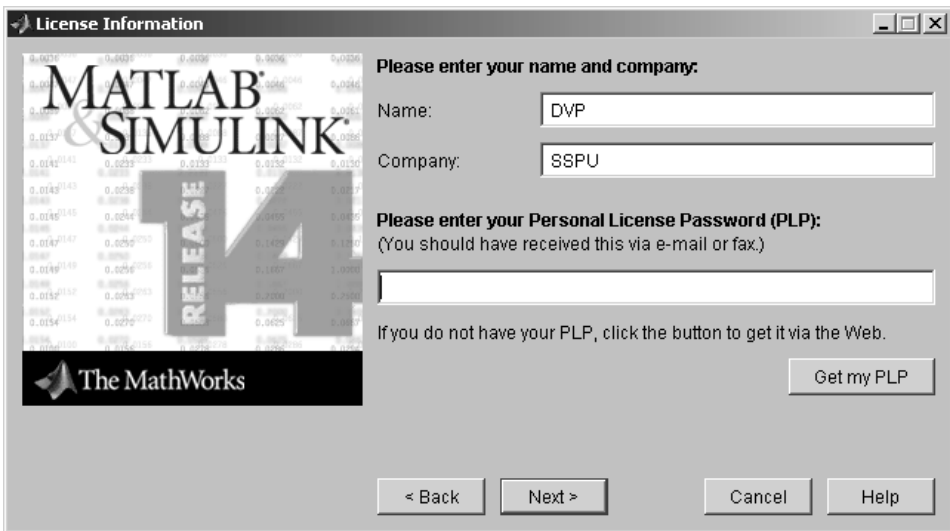 License Information
MATLAB®
& SIMULINK®
RELEASE 14
The MathWorks
Please enter your name and company:
Name: DVP
Company: SSPU
Please enter your Personal License Password (PLP):
(You should have received this via e-mail or fax.)
If you do not have your PLP, click the button to get it via the Web.
Get my PLP
< Back Next > Cancel Help